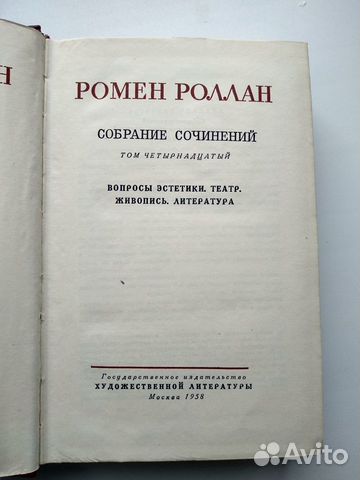 Н
РОМЕН РОЛЛАН
СОБРАНИЕ СОЧИНЕНИЙ
ТОМ ЧЕТЫРНАДЦАТЫЙ
ВОПРОСЫ ЭСТЕТИКИ. ТЕАТР.
ЖИВОПИСЬ. ЛИТЕРАТУРА
Государственное издательство
ХУДОЖЕСТВЕННОЙ ЛИТЕРАТУРЫ
Москва 1958
Avito